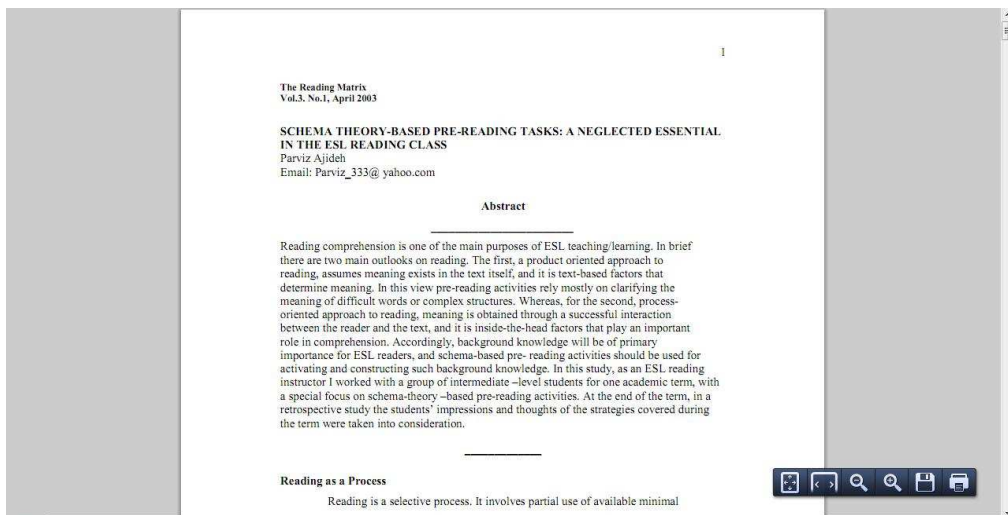 1
The Reading Matrix
Vol.3. No.1, April 2003
SCHEMA THEORY-BASED PRE-READING TASKS: A NEGLECTED ESSENTIAL
IN THE ESL READING CLASS
Parviz Ajideh
Email: Parviz_333@ yahoo.com
Abstract
Reading comprehension is one of the main purposes of ESL teaching/learning. In brief
there are two main outlooks on reading. The first, a product oriented approach to
reading, assumes meaning exists in the text itself, and it is text-based factors that
determine meaning. In this view pre-reading activities rely mostly on clarifying the
meaning of difficult words or complex structures. Whereas, for the second, process-
oriented approach to reading, meaning is obtained through a successful interaction
between the reader and the text, and it is inside-the-head factors that play an important
role in comprehension. Accordingly, background knowledge will be of primary
importance for ESL readers, and schema-based pre- reading activities should be used for
activating and constructing such background knowledge. In this study, as an ESL reading
instructor I worked with a group of intermediate –level students for one academic term, with
a special focus on schema-theory –based pre-reading activities. At the end of the term, in a
retrospective study the students’ impressions and thoughts of the strategies covered during
the term were taken into consideration.
Reading as a Process
Reading is a selective process. It involves partial use of available minimal